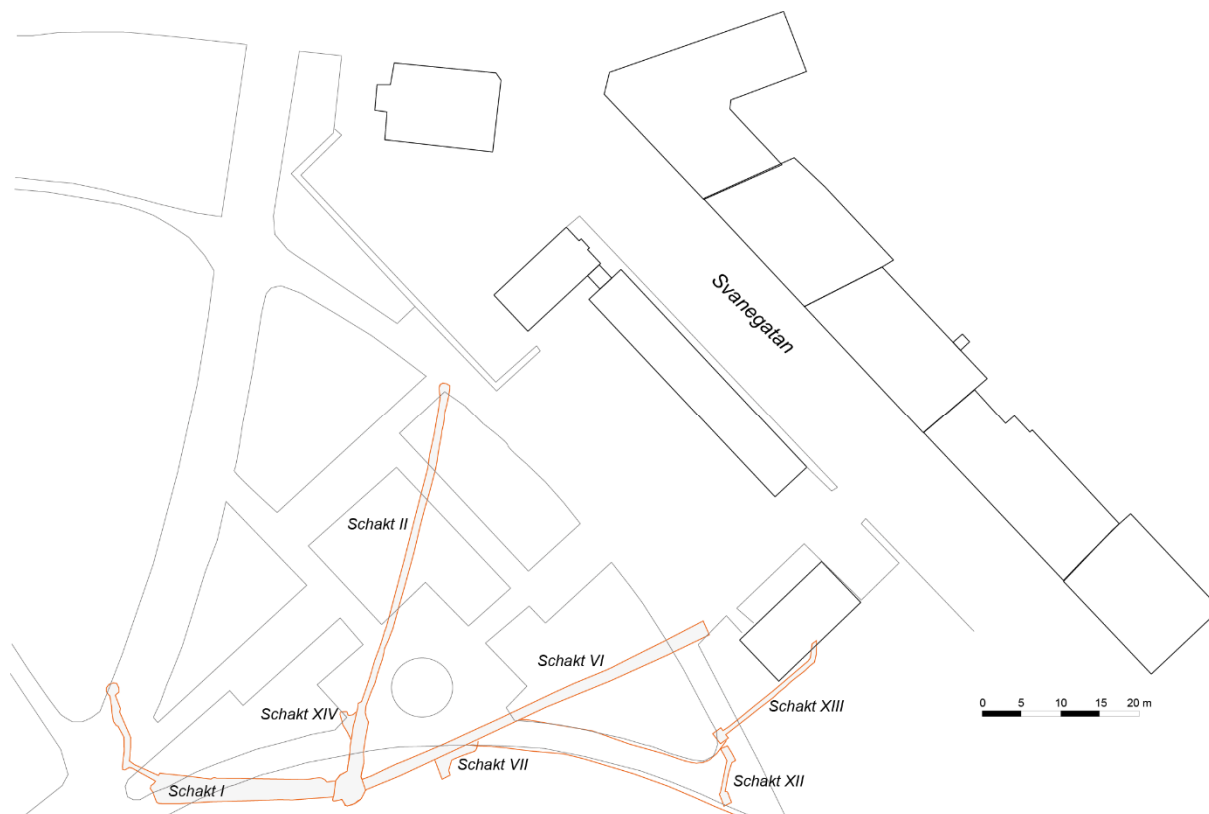 Svanegatan
Schakt II
Schakt VI
Schakt XIV
Schakt XIII
Schakt VII
Schakt XII
Schakt I
0 5 10 15 20 m